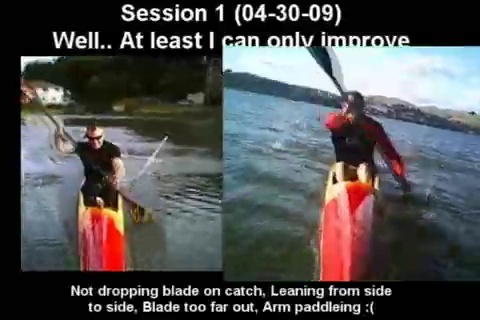 Session 1 (04-30-09)
Well.. At least I can only improve
Not dropping blade on catch, Leaning from side
to side, Blade too far out, Arm paddleing :(